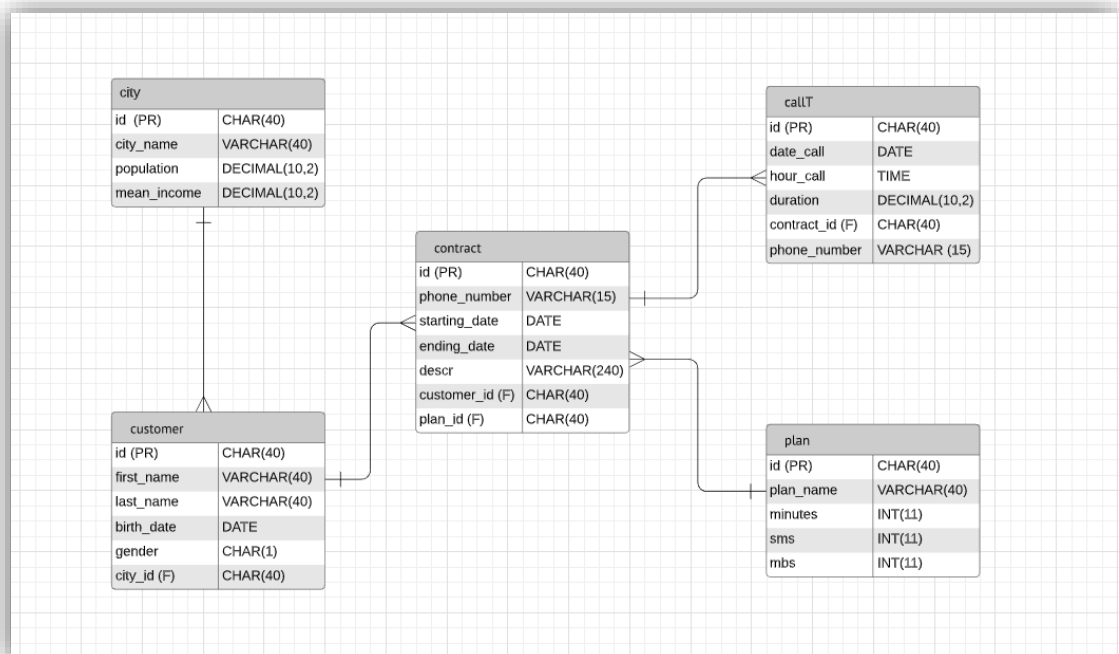 city
id (PR) CHAR(40)
city_name VARCHAR(40)
population DECIMAL(10,2)
mean_income DECIMAL(10,2)
callT
id (PR) CHAR(40)
date_call DATE
hour_call TIME
duration DECIMAL(10,2)
contract_id (F) CHAR(40)
phone_number VARCHAR (15)
contract
id (PR) CHAR(40)
phone_number VARCHAR(15)
starting_date DATE
ending_date DATE
descr VARCHAR(240)
customer_id (F) CHAR(40)
plan_id (F) CHAR(40)
customer
id (PR) CHAR(40)
first_name VARCHAR(40)
last_name VARCHAR(40)
birth_date DATE
gender CHAR(1)
city_id (F) CHAR(40)
plan
id (PR) CHAR(40)
plan_name VARCHAR(40)
minutes INT(11)
sms INT(11)
mbs INT(11)